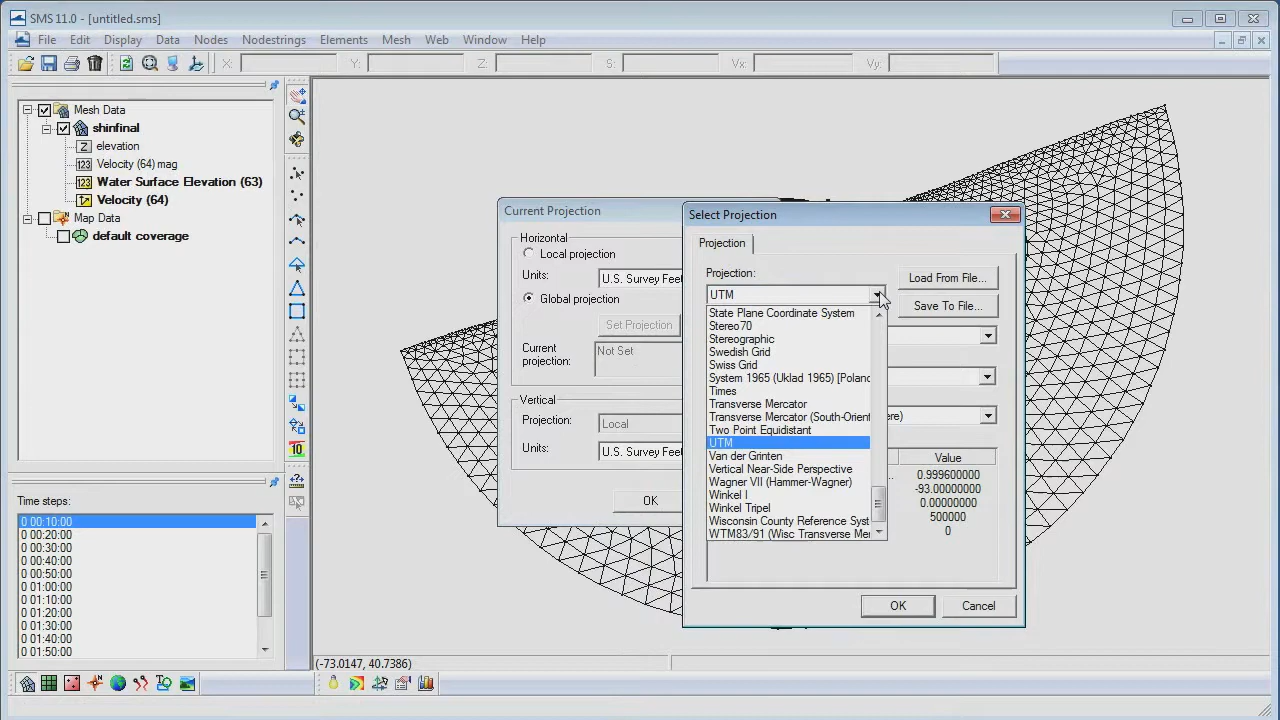 SMS 11.0 - [untitled.sms]
File Edit Display Data Nodes Nodestrings Elements Mesh Web Window Help
X: Y: Z: S: Vx: Vy:
Mesh Data
shinfinal
elevation
Velocity (64) mag
Water Surface Elevation (63)
Velocity (64)
Map Data
default coverage
Time steps:
0 00:10:00
0 00:20:00
0 00:30:00
0 00:40:00
0 00:50:00
0 01:00:00
0 01:10:00
0 01:20:00
0 01:30:00
0 01:40:00
0 01:50:00
Current Projection
Horizontal
Local projection
Units: U.S. Survey Feet
Global projection
Set Projection
Current projection: Not Set
Vertical
Projection: Local
Units: U.S. Survey Feet
OK
Select Projection
Projection
Projection:
UTM
Load From File...
Save To File...
State Plane Coordinate System
Stereo70
Stereographic
Swedish Grid
Swiss Grid
System 1965 (Uklad 1965) [Poland
Times
Transverse Mercator
Transverse Mercator (South-Orient ere)
Two Point Equidistant
UTM
Van der Grinten
Vertical Near-Side Perspective
Wagner VII (Hammer-Wagner)
Winkel I
Winkel Tripel
Wisconsin County Reference Syst
WTM83/91 (Wisc Transverse Mer
Value
0.999600000
-93.00000000
0.00000000
500000
0
OK Cancel
(-73.0147, 40.7386)